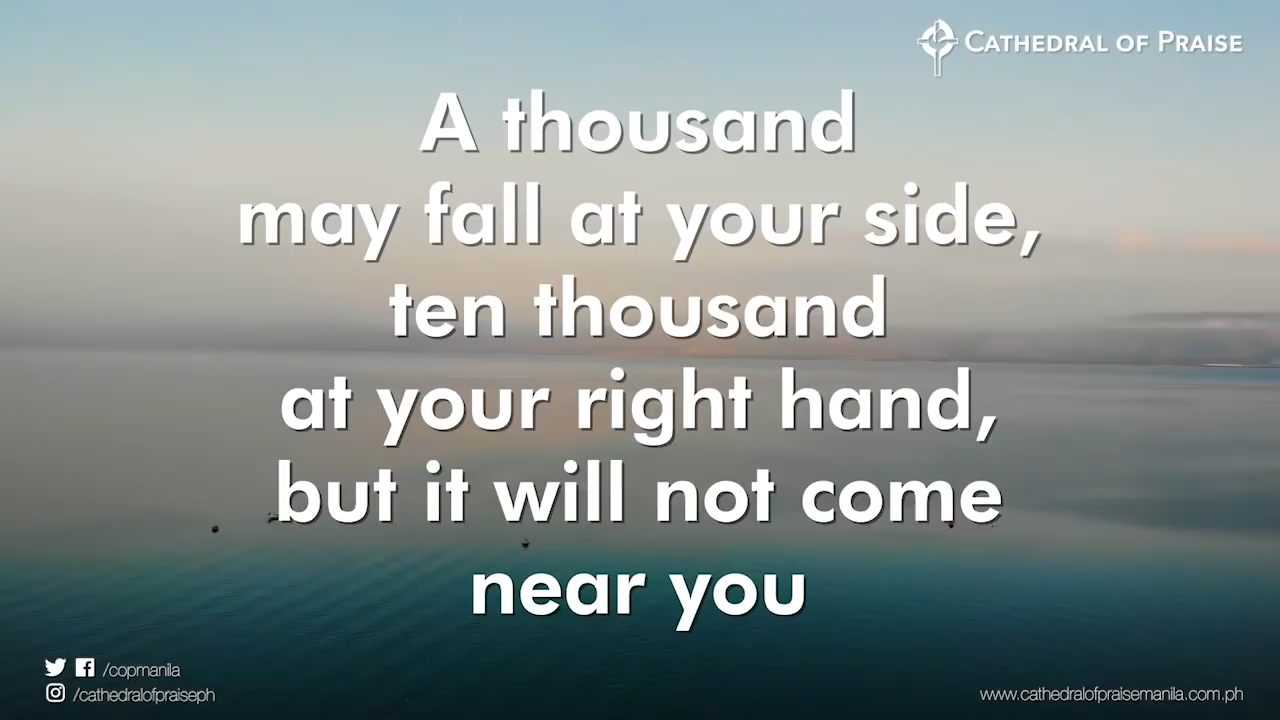 CATHEDRAL OF PRAISE
A thousand
may fall at your side,
ten thousand
at your right hand,
but it will not come
near you
/copmanila
/cathedralofpraiseph
www.cathedralofpraisemanila.com.ph